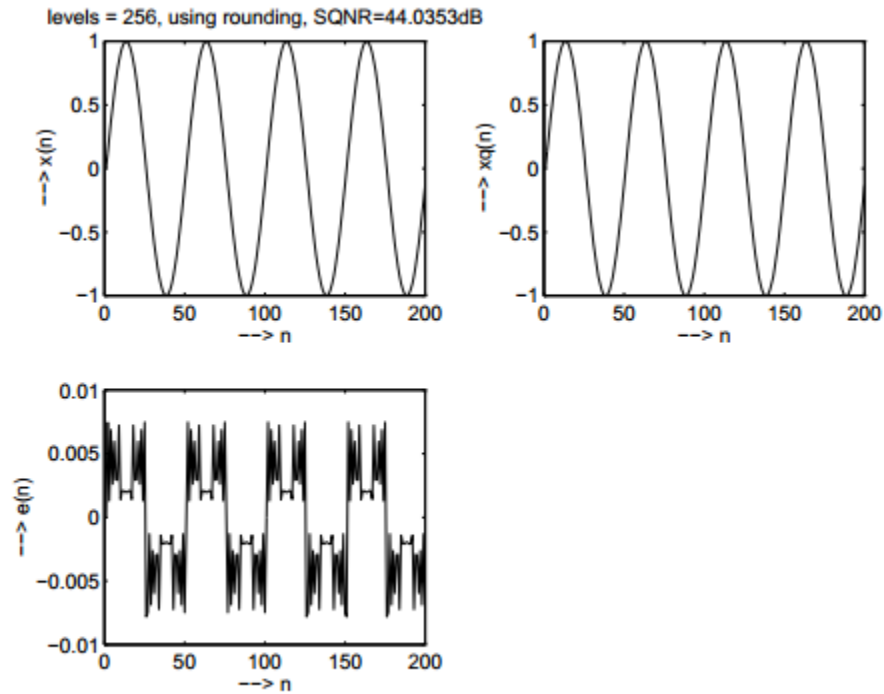 levels = 256, using rounding, SQNR=44.0353dB
1
0.5
0
−0.5
−1
−−> x(n)
0 50 100 150 200
−−> n
1
0.5
0
−0.5
−1
−−> xq(n)
0 50 100 150 200
−−> n
0.01
0.005
0
−0.005
−0.01
−−> e(n)
0 50 100 150 200
−−> n